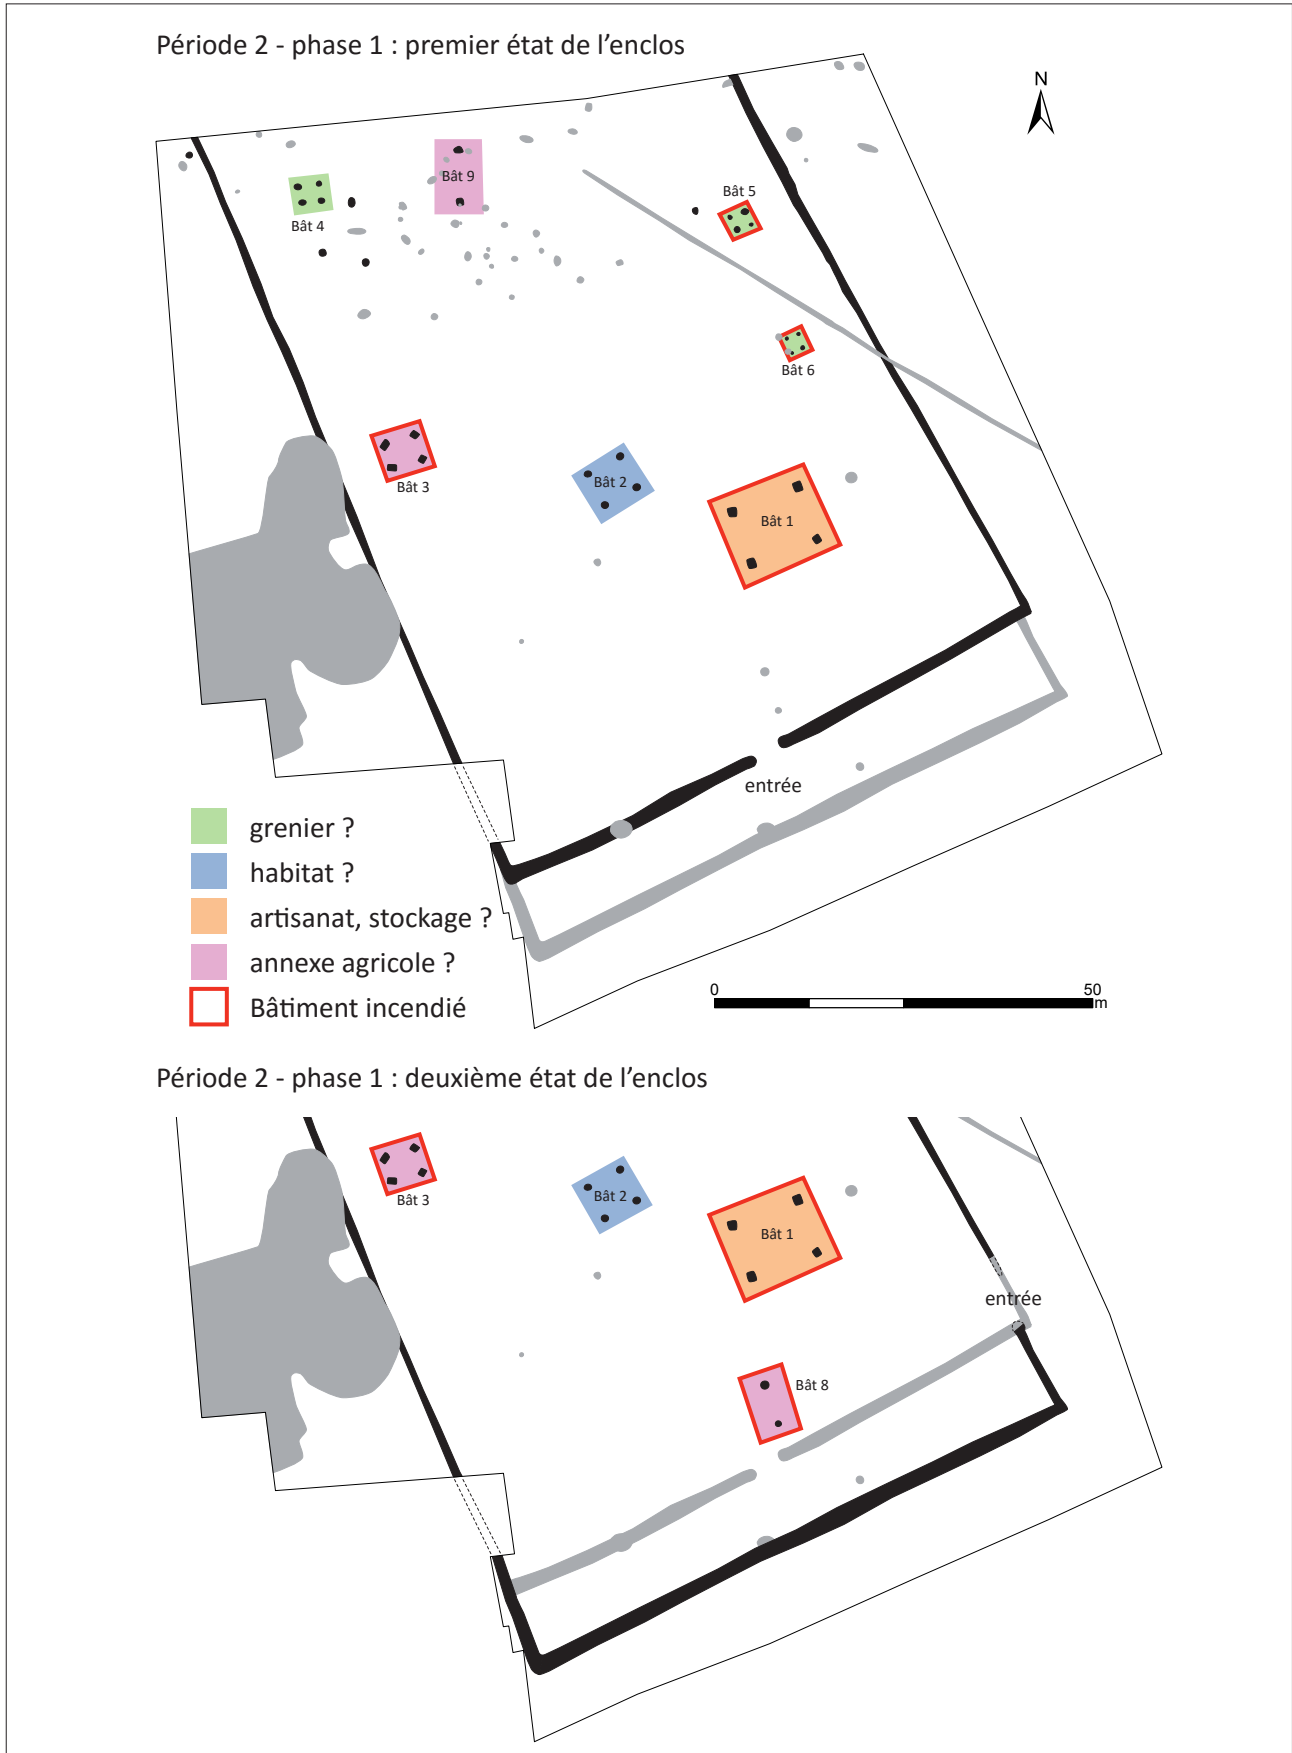 Période 2 - phase 1 : premier état de l’enclos
N
Bât 9
Bât 4
Bât 5
Bât 6
Bât 3
Bât 2
Bât 1
entrée
grenier ?
habitat ?
artisanat, stockage ?
annexe agricole ?
Bâtiment incendié
0 50
m
Période 2 - phase 1 : deuxième état de l’enclos
Bât 3
Bât 2
Bât 1
entrée
Bât 8